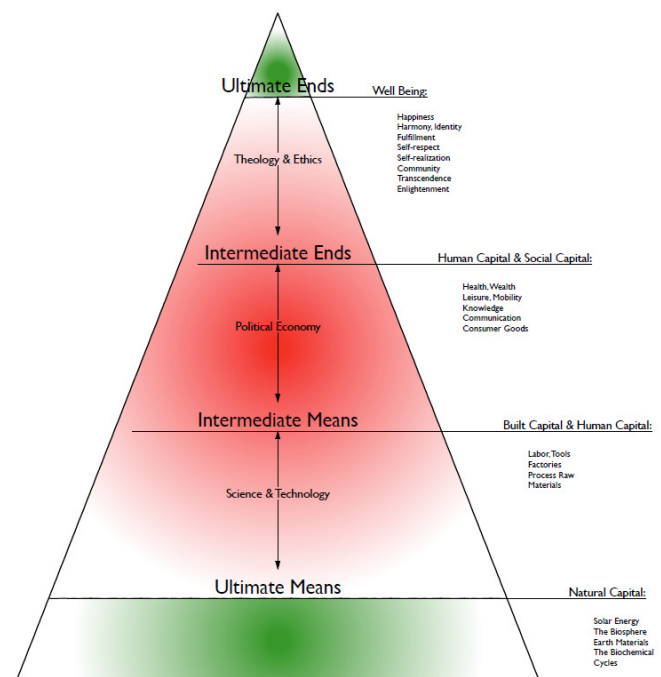 Ultimate Ends
Well Being:
Happiness
Harmony, Identity
Fulfillment
Self-respect
Self-realization
Community
Transcendence
Enlightenment
Theology & Ethics
Intermediate Ends
Human Capital & Social Capital:
Health, Wealth
Leisure, Mobility
Knowledge
Communication
Consumer Goods
Political Economy
Intermediate Means
Built Capital & Human Capital:
Labor, Tools
Factories
Process Raw
Materials
Science & Technology
Ultimate Means
Natural Capital:
Solar Energy
The Biosphere
Earth Materials
The Biochemical
Cycles